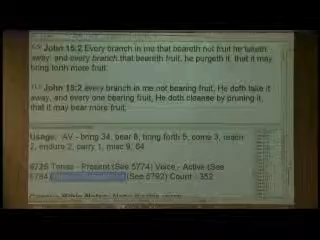 John 15:2 Every branch in me that beareth not fruit he taketh
away: and every branch that beareth fruit, he purgeth it, that it may
bring forth more fruit.
John 15:2 every branch in me not bearing fruit, He doth take it
away, and every one bearing fruit, He doth cleanse by pruning it,
that it may bear more fruit;
Usage: AV - bring 34, bear 8, bring forth 5, come 3, reach
2, endure 2, carry 1, misc 9, 64
Tense - Present (See 5774) Voice - Active (See
5784) (See 5792) Count - 352